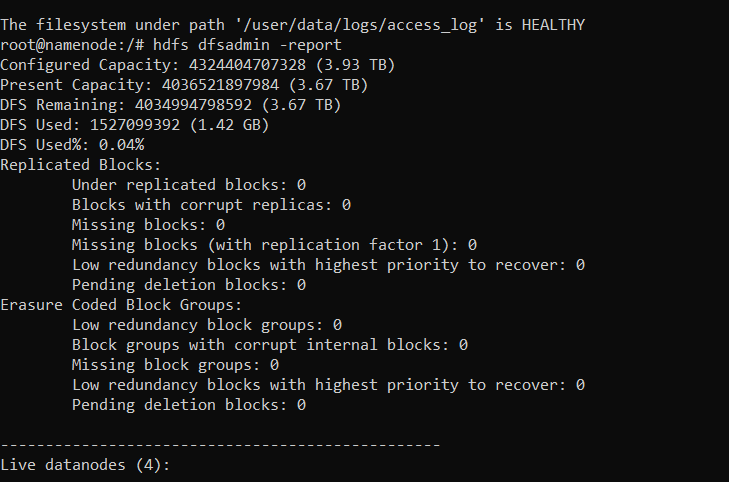 The filesystem under path '/user/data/logs/access_log' is HEALTHY
root@namenode:/# hdfs dfsadmin -report
Configured Capacity: 4324404707328 (3.93 TB)
Present Capacity: 4036521897984 (3.67 TB)
DFS Remaining: 4034994798592 (3.67 TB)
DFS Used: 1527099392 (1.42 GB)
DFS Used%: 0.04%
Replicated Blocks:
        Under replicated blocks: 0
        Blocks with corrupt replicas: 0
        Missing blocks: 0
        Missing blocks (with replication factor 1): 0
        Low redundancy blocks with highest priority to recover: 0
        Pending deletion blocks: 0
Erasure Coded Block Groups:
        Low redundancy block groups: 0
        Block groups with corrupt internal blocks: 0
        Missing block groups: 0
        Low redundancy blocks with highest priority to recover: 0
        Pending deletion blocks: 0
-------------------------------------------------
Live datanodes (4):